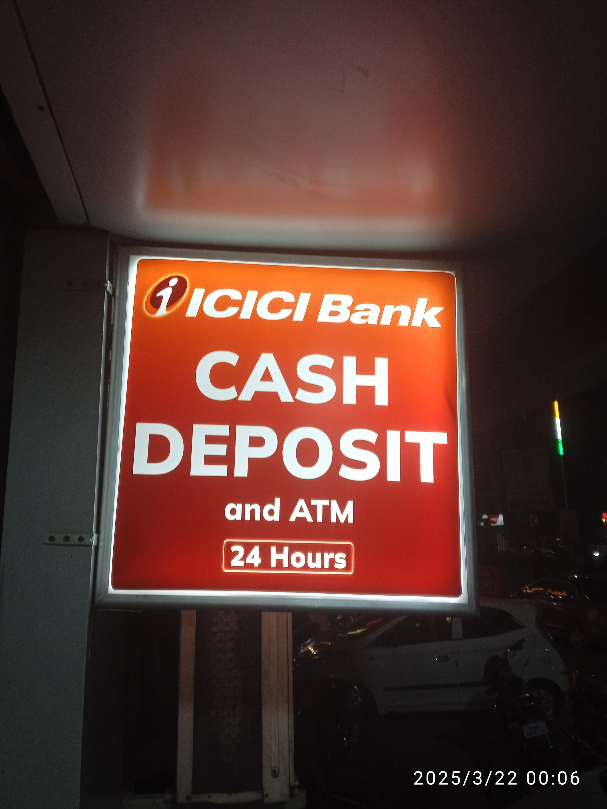 i ICICI Bank
CASH
DEPOSIT
and ATM
24 Hours
2025/3/22 00:06